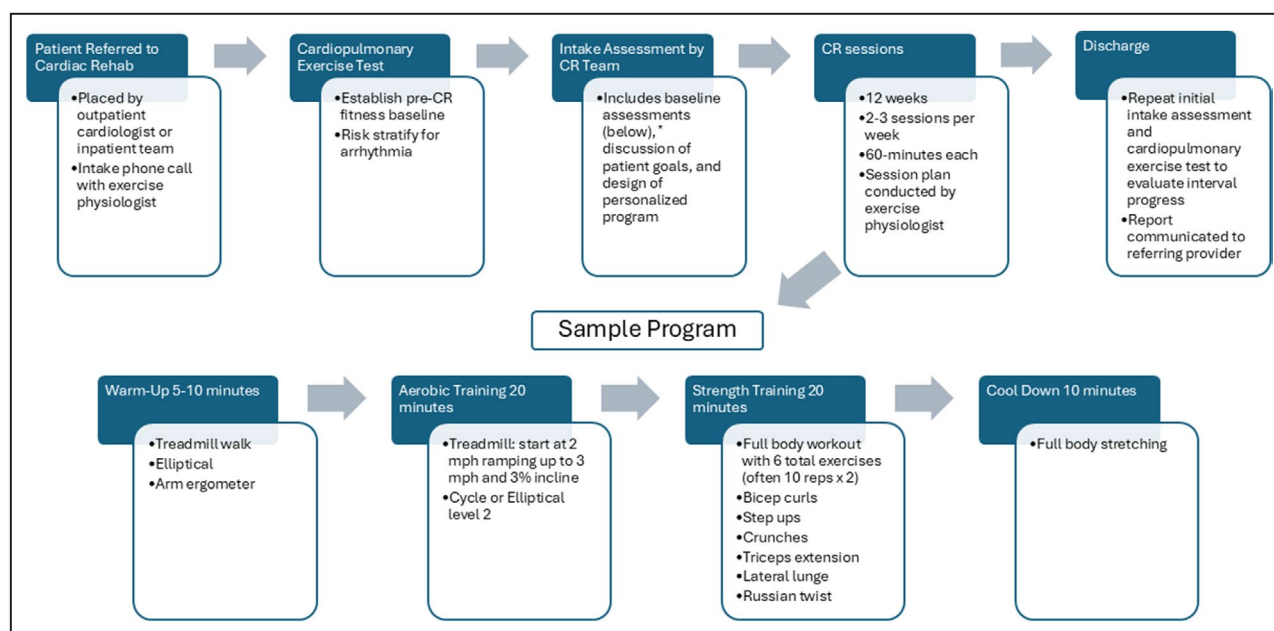 Patient Referred to
Cardiac Rehab
•Placed by
outpatient
cardiologist or
inpatient team
•Intake phone call
with exercise
physiologist
Cardiopulmonary
Exercise Test
•Establish pre-CR
fitness baseline
•Risk stratify for
arrhythmia
Intake Assessment by
CR Team
•Includes baseline
assessments
(below),*
discussion of
patient goals, and
design of
personalized
program
CR sessions
•12 weeks
•2-3 sessions per
week
•60-minutes each
•Session plan
conducted by
exercise
physiologist
Discharge
•Repeat initial
intake assessment
and
cardiopulmonary
exercise test to
evaluate interval
progress
•Report
communicated to
referring provider
Sample Program
Warm-Up 5-10 minutes
•Treadmill walk
•Elliptical
•Arm ergometer
Aerobic Training 20
minutes
•Treadmill: start at 2
mph ramping up to 3
mph and 3% incline
•Cycle or Elliptical
level 2
Strength Training 20
minutes
•Full body workout
with 6 total exercises
(often 10 reps x 2)
•Bicep curls
•Step ups
•Crunches
•Triceps extension
•Lateral lunge
•Russian twist
Cool Down 10 minutes
•Full body stretching